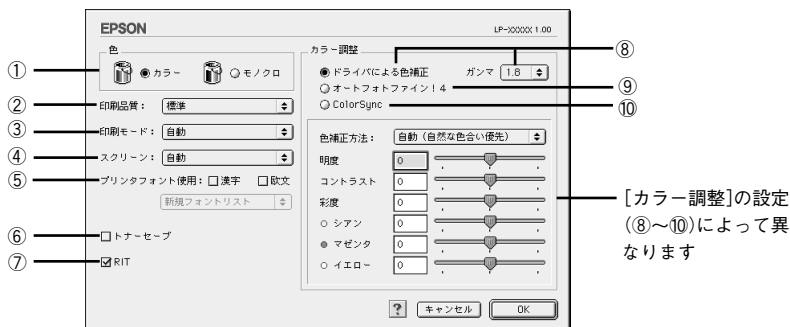 EPSON
LP-XXXXX 1.00
色
カラー
モノクロ
印刷品質：
標準
印刷モード：
自動
スクリーン：
自動
プリンタフォント使用：
漢字
欧文
新規フォントリスト
トナーセーブ
RIT
カラー調整
ドライバによる色補正
ガンマ
1.8
オートフォトファイン！4
ColorSync
色補正方法：
自動（自然な色合い優先）
明度
0
コントラスト
0
彩度
0
シアン
0
マゼンタ
0
イエロー
0
?
キャンセル
OK
①
②
③
④
⑤
⑥
⑦
⑧
⑨
⑩
［カラー調整］の設定
（⑧～⑩）によって異
なります